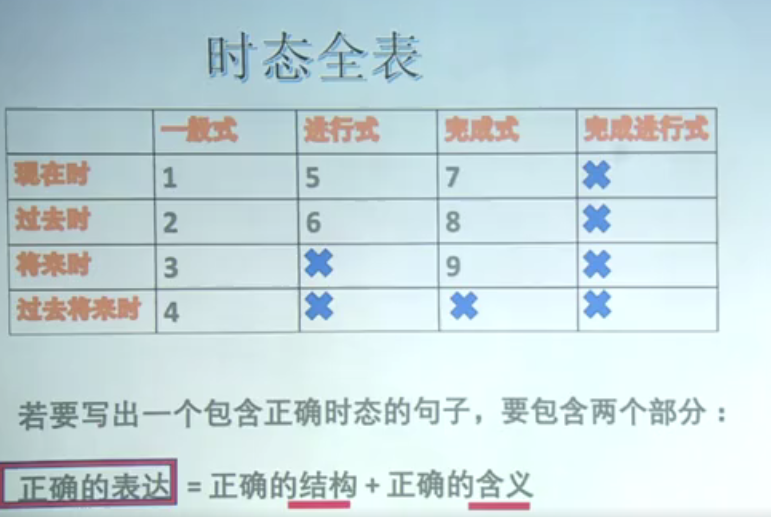 时态全表
一般式 进行式 完成式 完成进行式
现在时 1 5 7 ✖
过去时 2 6 8 ✖
将来时 3 ✖ 9 ✖
过去将来时 4 ✖ ✖ ✖
若要写出一个包含正确时态的句子，要包含两个部分：
正确的表达 = 正确的结构 + 正确的含义